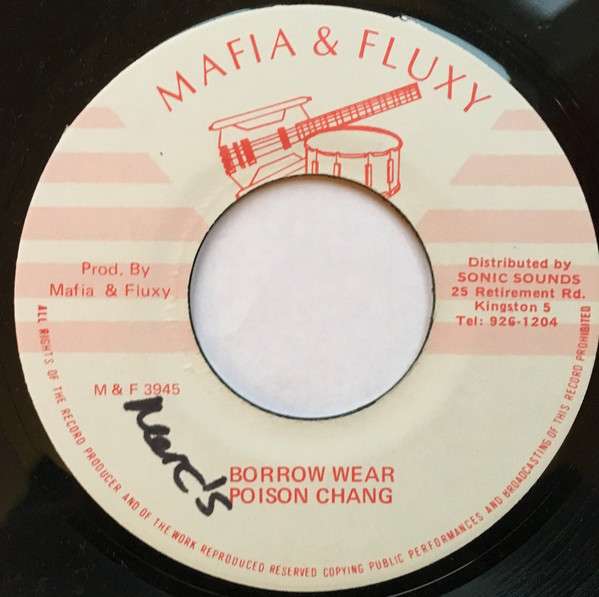 MAFIA & FLUXY
Prod. By
Mafia & Fluxy
Distributed by
SONIC SOUNDS
25 Retirement Rd.
Kingston 5
Tel: 926-1204
M & F 3945
BORROW WEAR
POISON CHANG
ALL RIGHTS OF THE RECORD PRODUCER AND OF THE WORK REPRODUCED RESERVED COPYING PUBLIC PERFORMANCES AND BROADCASTING OF THIS RECORD PROHIBITED